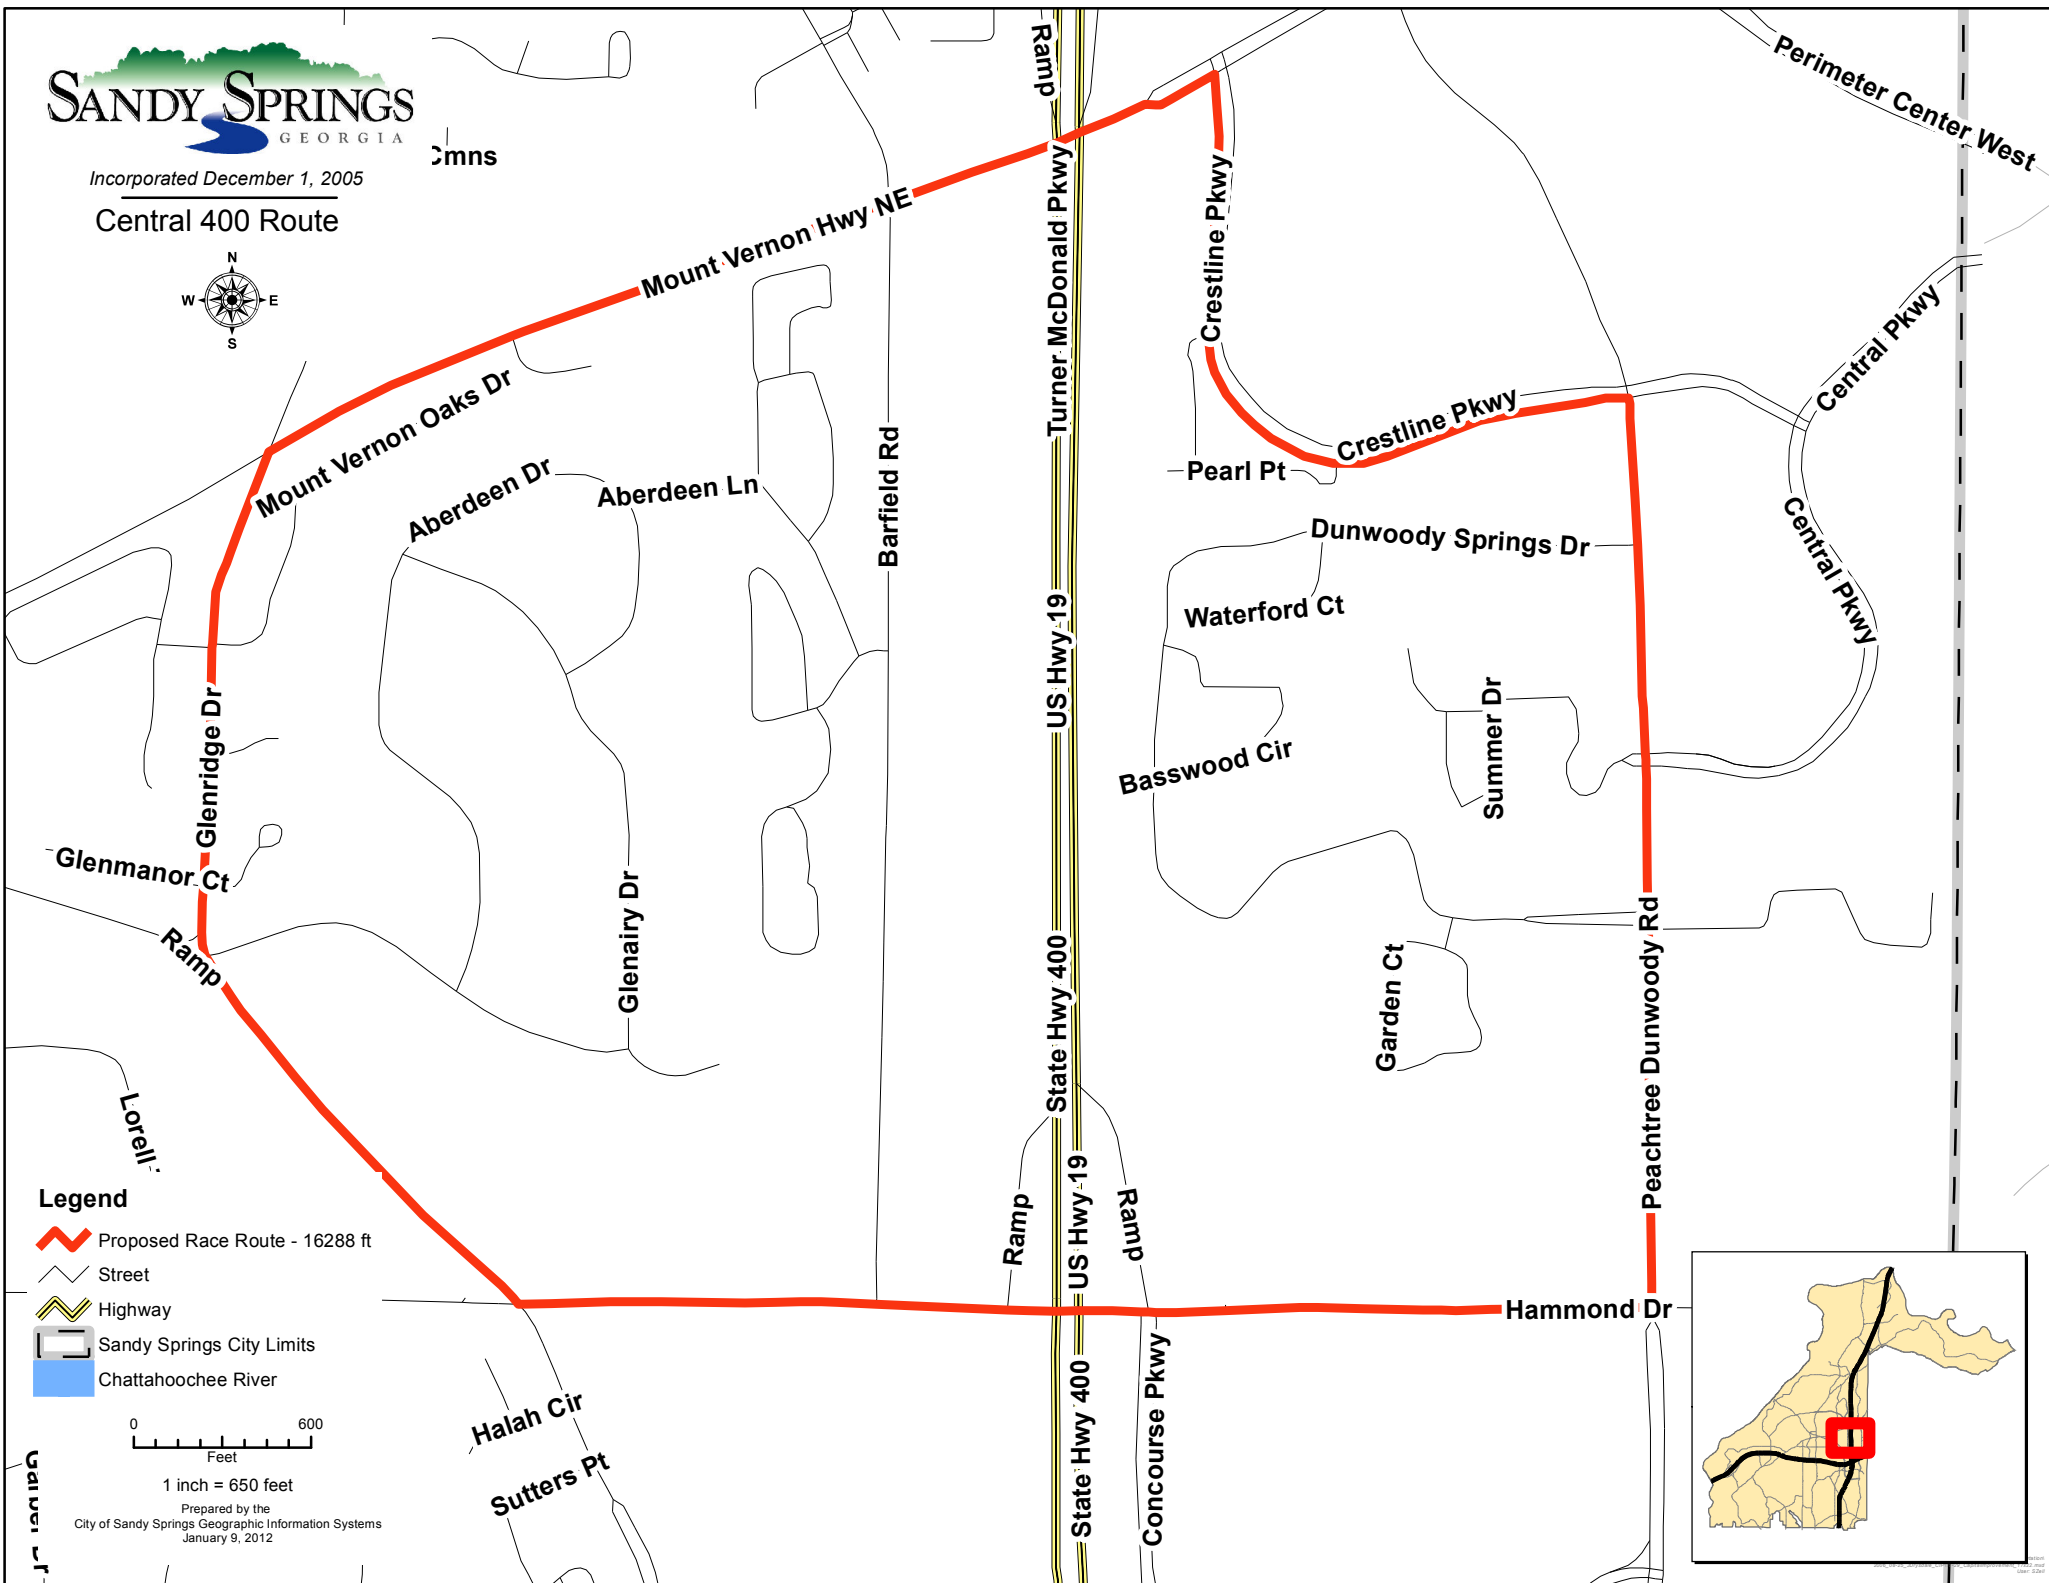 SANDY SPRINGS
GEORGIA
Incorporated December 1, 2005
Central 400 Route
N
W
E
S
Cmns
Ramp
Perimeter Center West
Mount Vernon Hwy NE
Turner McDonald Pkwy
Crestline Pkwy
Central Pkwy
Mount Vernon Oaks Dr
Crestline Pkwy
Aberdeen Dr
Aberdeen Ln
Barfield Rd
Pearl Pt
Dunwoody Springs Dr
Central Pkwy
Waterford Ct
US Hwy 19
Glenridge Dr
Summer Dr
Basswood Cir
Glenmanor Ct
Ramp
Glenairy Dr
State Hwy 400
Garden Ct
Peachtree Dunwoody Rd
Lorell
Ramp
US Hwy 19
Ramp
Hammond Dr
Legend
Proposed Race Route - 16288 ft
Street
Highway
Sandy Springs City Limits
Chattahoochee River
0
600
Feet
1 inch = 650 feet
Prepared by the
City of Sandy Springs Geographic Information Systems
January 9, 2012
Halah Cir
Sutters Pt
State Hwy 400
Concourse Pkwy